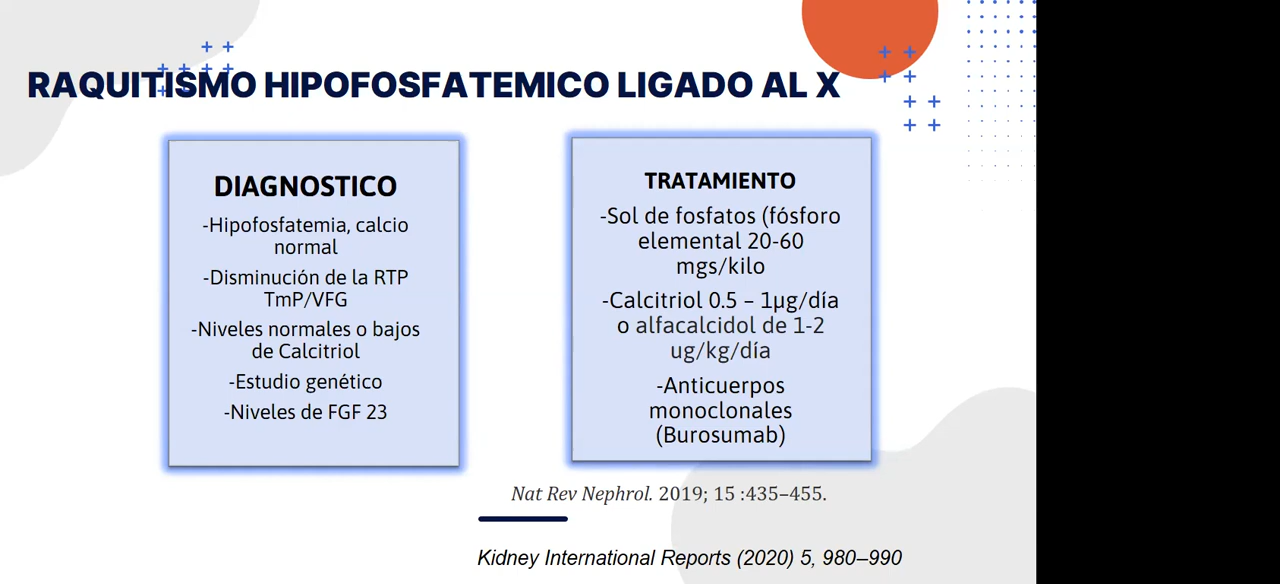 RAQUITISMO HIPOFOSFATEMICO LIGADO AL X
DIAGNOSTICO
-Hipofosfatemia, calcio
normal
-Disminución de la RTP
TmP/VFG
-Niveles normales o bajos
de Calcitriol
-Estudio genético
-Niveles de FGF 23
TRATAMIENTO
-Sol de fosfatos (fósforo
elemental 20-60
mgs/kilo
-Calcitriol 0.5 – 1µg/día
o alfacalcidol de 1-2
ug/kg/día
-Anticuerpos
monoclonales
(Burosumab)
Nat Rev Nephrol. 2019; 15 :435–455.
Kidney International Reports (2020) 5, 980–990